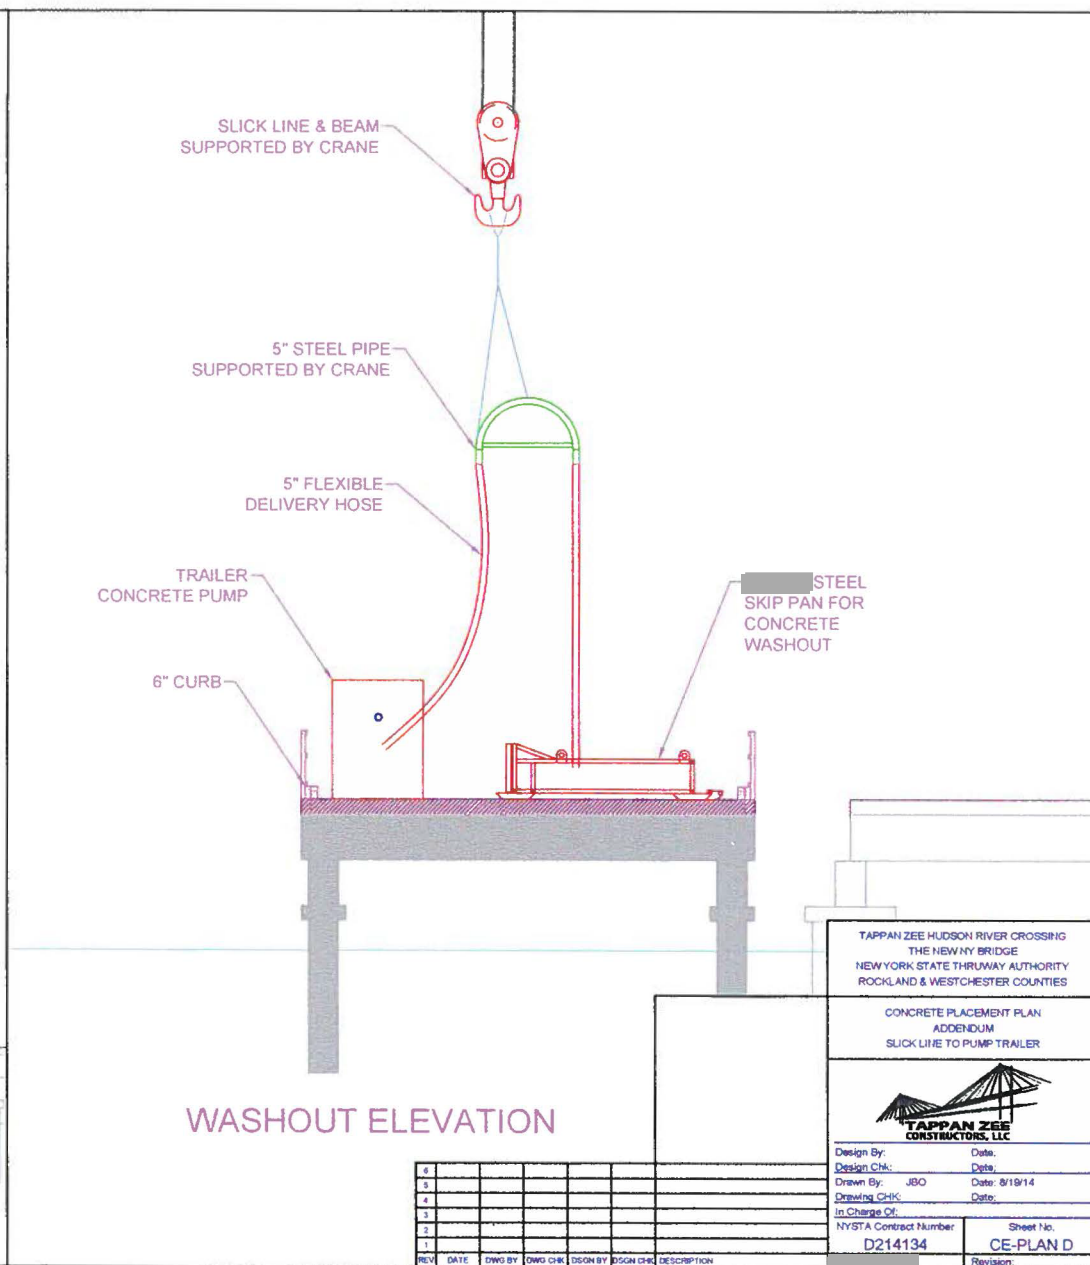 SLICK LINE & BEAM
SUPPORTED BY CRANE
5" STEEL PIPE
SUPPORTED BY CRANE
5" FLEXIBLE
DELIVERY HOSE
TRAILER
CONCRETE PUMP
STEEL
SKIP PAN FOR
CONCRETE
WASHOUT
6" CURB
WASHOUT ELEVATION
TAPPAN ZEE HUDSON RIVER CROSSING
THE NEW NY BRIDGE
NEW YORK STATE THRUWAY AUTHORITY
ROCKLAND & WESTCHESTER COUNTIES
CONCRETE PLACEMENT PLAN
ADDENDUM
SLICK LINE TO PUMP TRAILER
TAPPAN ZEE
CONSTRUCTORS, LLC
Design By: Date:
Design Chk: Date:
Drawn By: JBO Date: 8/19/14
Drawing CHK: Date:
In Charge Of:
NYSTA Contract Number Sheet No.
D214134 CE-PLAN D
Revision:
6
5
4
3
2
1
REV DATE DWG BY DWG CHK DSGN BY DSGN CHK DESCRIPTION